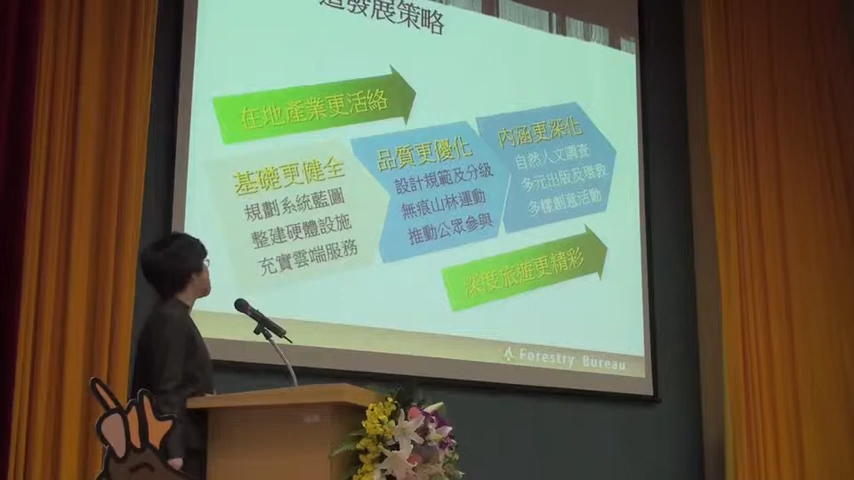 道發展策略
在地產業更活絡
基礎更健全
規劃系統藍圖
整建硬體設施
充實雲端服務
品質更優化
設計規範及分級
無痕山林運動
推動公眾參與
內涵更深化
自然人文調查
多元出版及環教
多樣創意活動
深度旅遊更精彩
Forestry Bureau